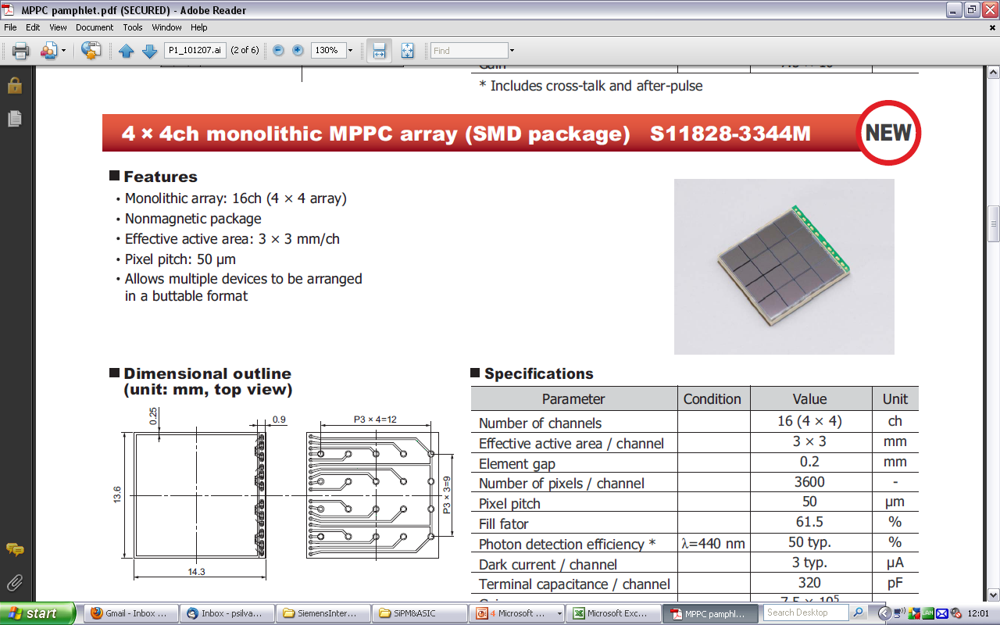 MPPC pamphlet.pdf (SECURED) - Adobe Reader
File Edit View Document Tools Window Help
P1_101207.ai (2 of 6) 130% Find
* Includes cross-talk and after-pulse
4 × 4ch monolithic MPPC array (SMD package) S11828-3344M NEW
■ Features
• Monolithic array: 16ch (4 × 4 array)
• Nonmagnetic package
• Effective active area: 3 × 3 mm/ch
• Pixel pitch: 50 µm
• Allows multiple devices to be arranged
in a buttable format
■ Dimensional outline
(unit: mm, top view)
0.25
0.9
13.6
14.3
P3 × 4=12
P3 × 3=9
■ Specifications
Parameter Condition Value Unit
Number of channels 16 (4 × 4) ch
Effective active area / channel 3 × 3 mm
Element gap 0.2 mm
Number of pixels / channel 3600 -
Pixel pitch 50 µm
Fill fator 61.5 %
Photon detection efficiency * λ=440 nm 50 typ. %
Dark current / channel 3 typ. µA
Terminal capacitance / channel 320 pF
start Gmail - Inbox ... Inbox - psilva... SiemensInter... SiPM&ASIC 4 Microsoft ... Microsoft Exc... MPPC pamphl... Search Desktop 12:01